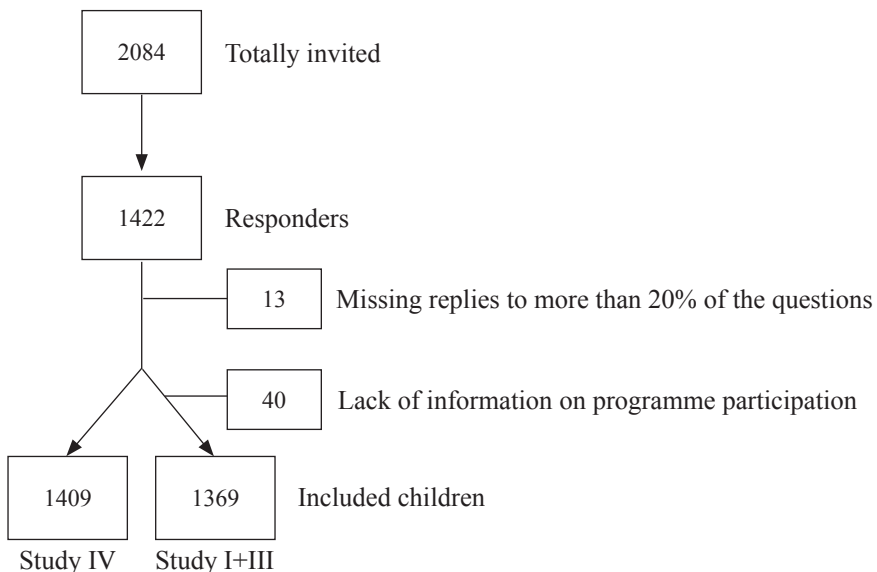 2084 Totally invited
1422 Responders
13 Missing replies to more than 20% of the questions
40 Lack of information on programme participation
1409 1369 Included children
Study IV Study I+III